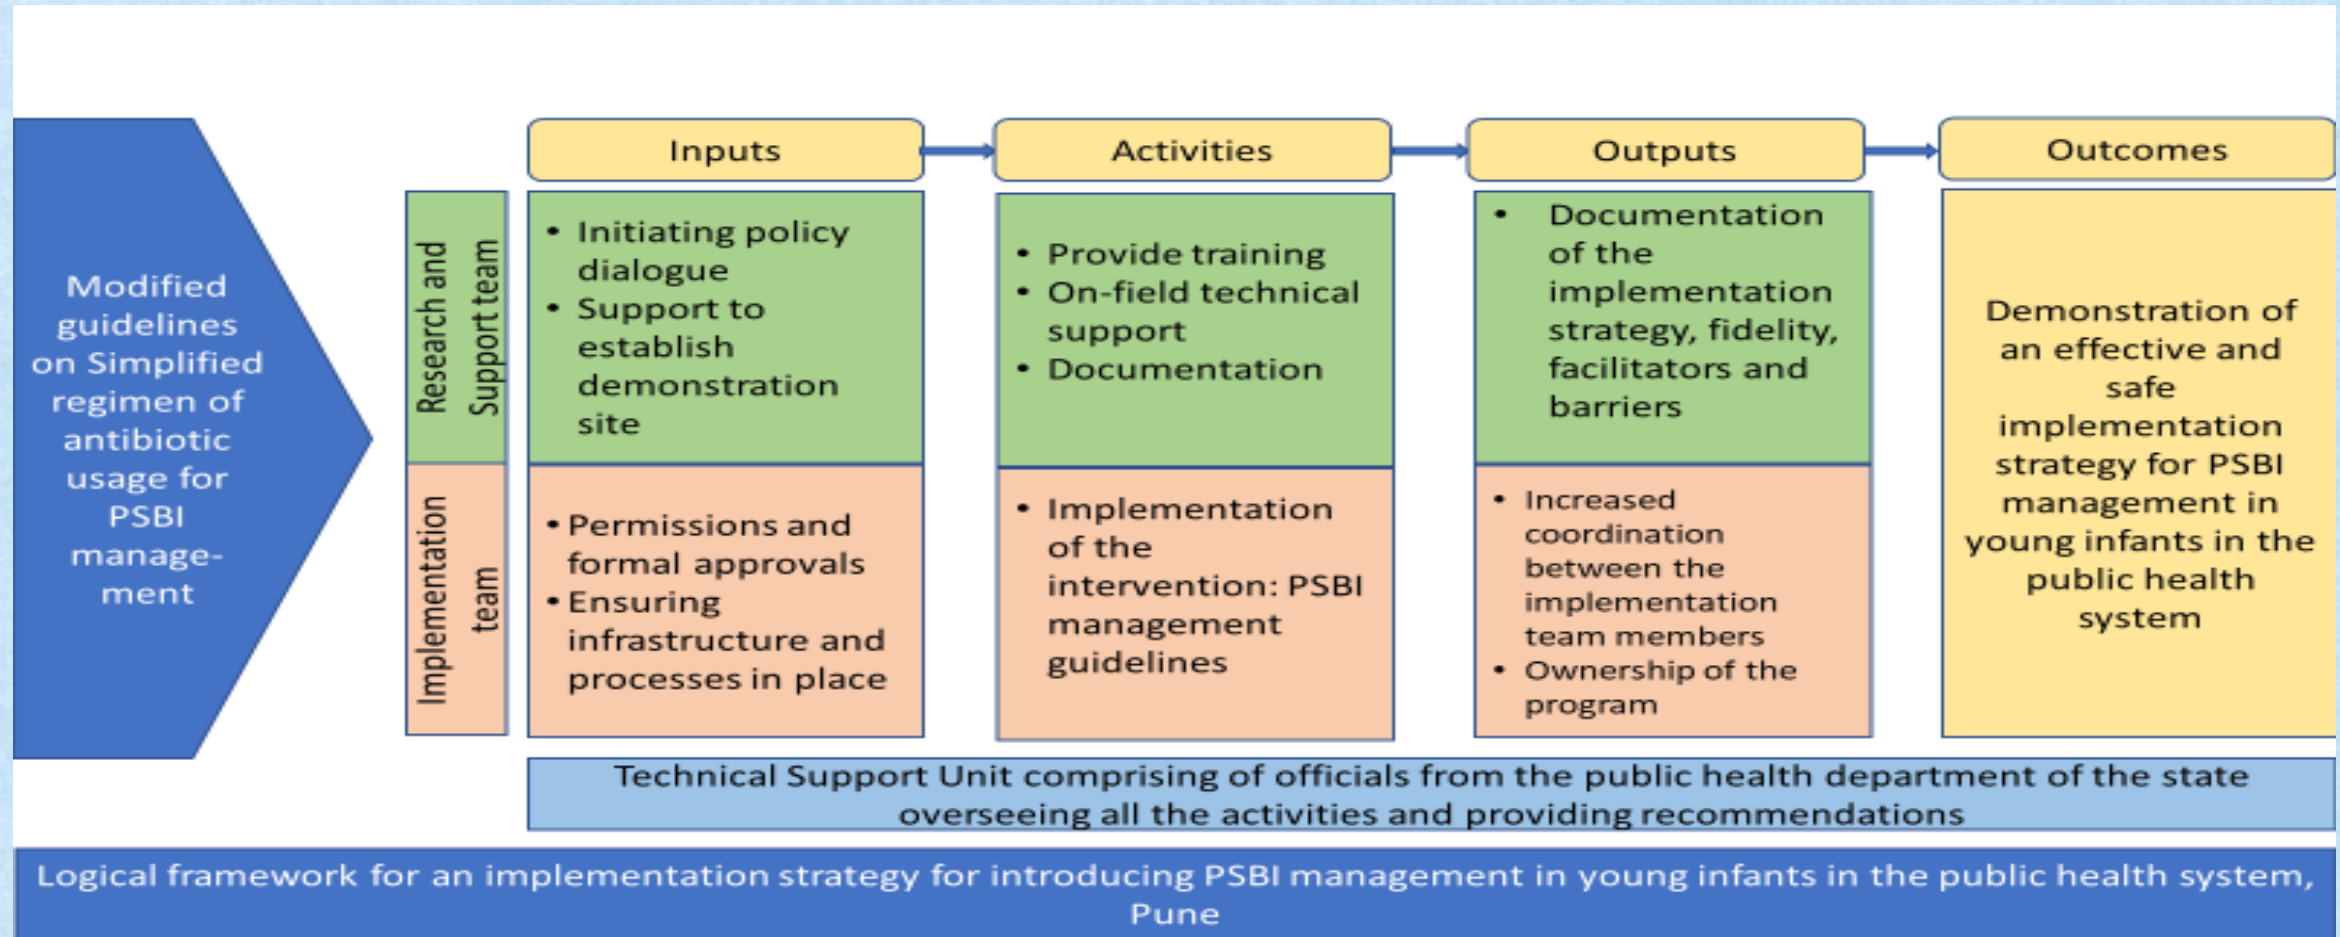 Modified
guidelines
on Simplified
regimen of
antibiotic
usage for
PSBI
manage-
ment
Inputs
Activities
Outputs
Outcomes
Research and
Support team
• Initiating policy
dialogue
• Support to
establish
demonstration
site
• Provide training
• On-field technical
support
• Documentation
• Documentation
of the
implementation
strategy, fidelity,
facilitators and
barriers
Implementation
team
• Permissions and
formal approvals
• Ensuring
infrastructure and
processes in place
• Implementation
of the
intervention: PSBI
management
guidelines
• Increased
coordination
between the
implementation
team members
• Ownership of the
program
Demonstration of
an effective and
safe
implementation
strategy for PSBI
management in
young infants in the
public health
system
Technical Support Unit comprising of officials from the public health department of the state
overseeing all the activities and providing recommendations
Logical framework for an implementation strategy for introducing PSBI management in young infants in the public health system,
Pune